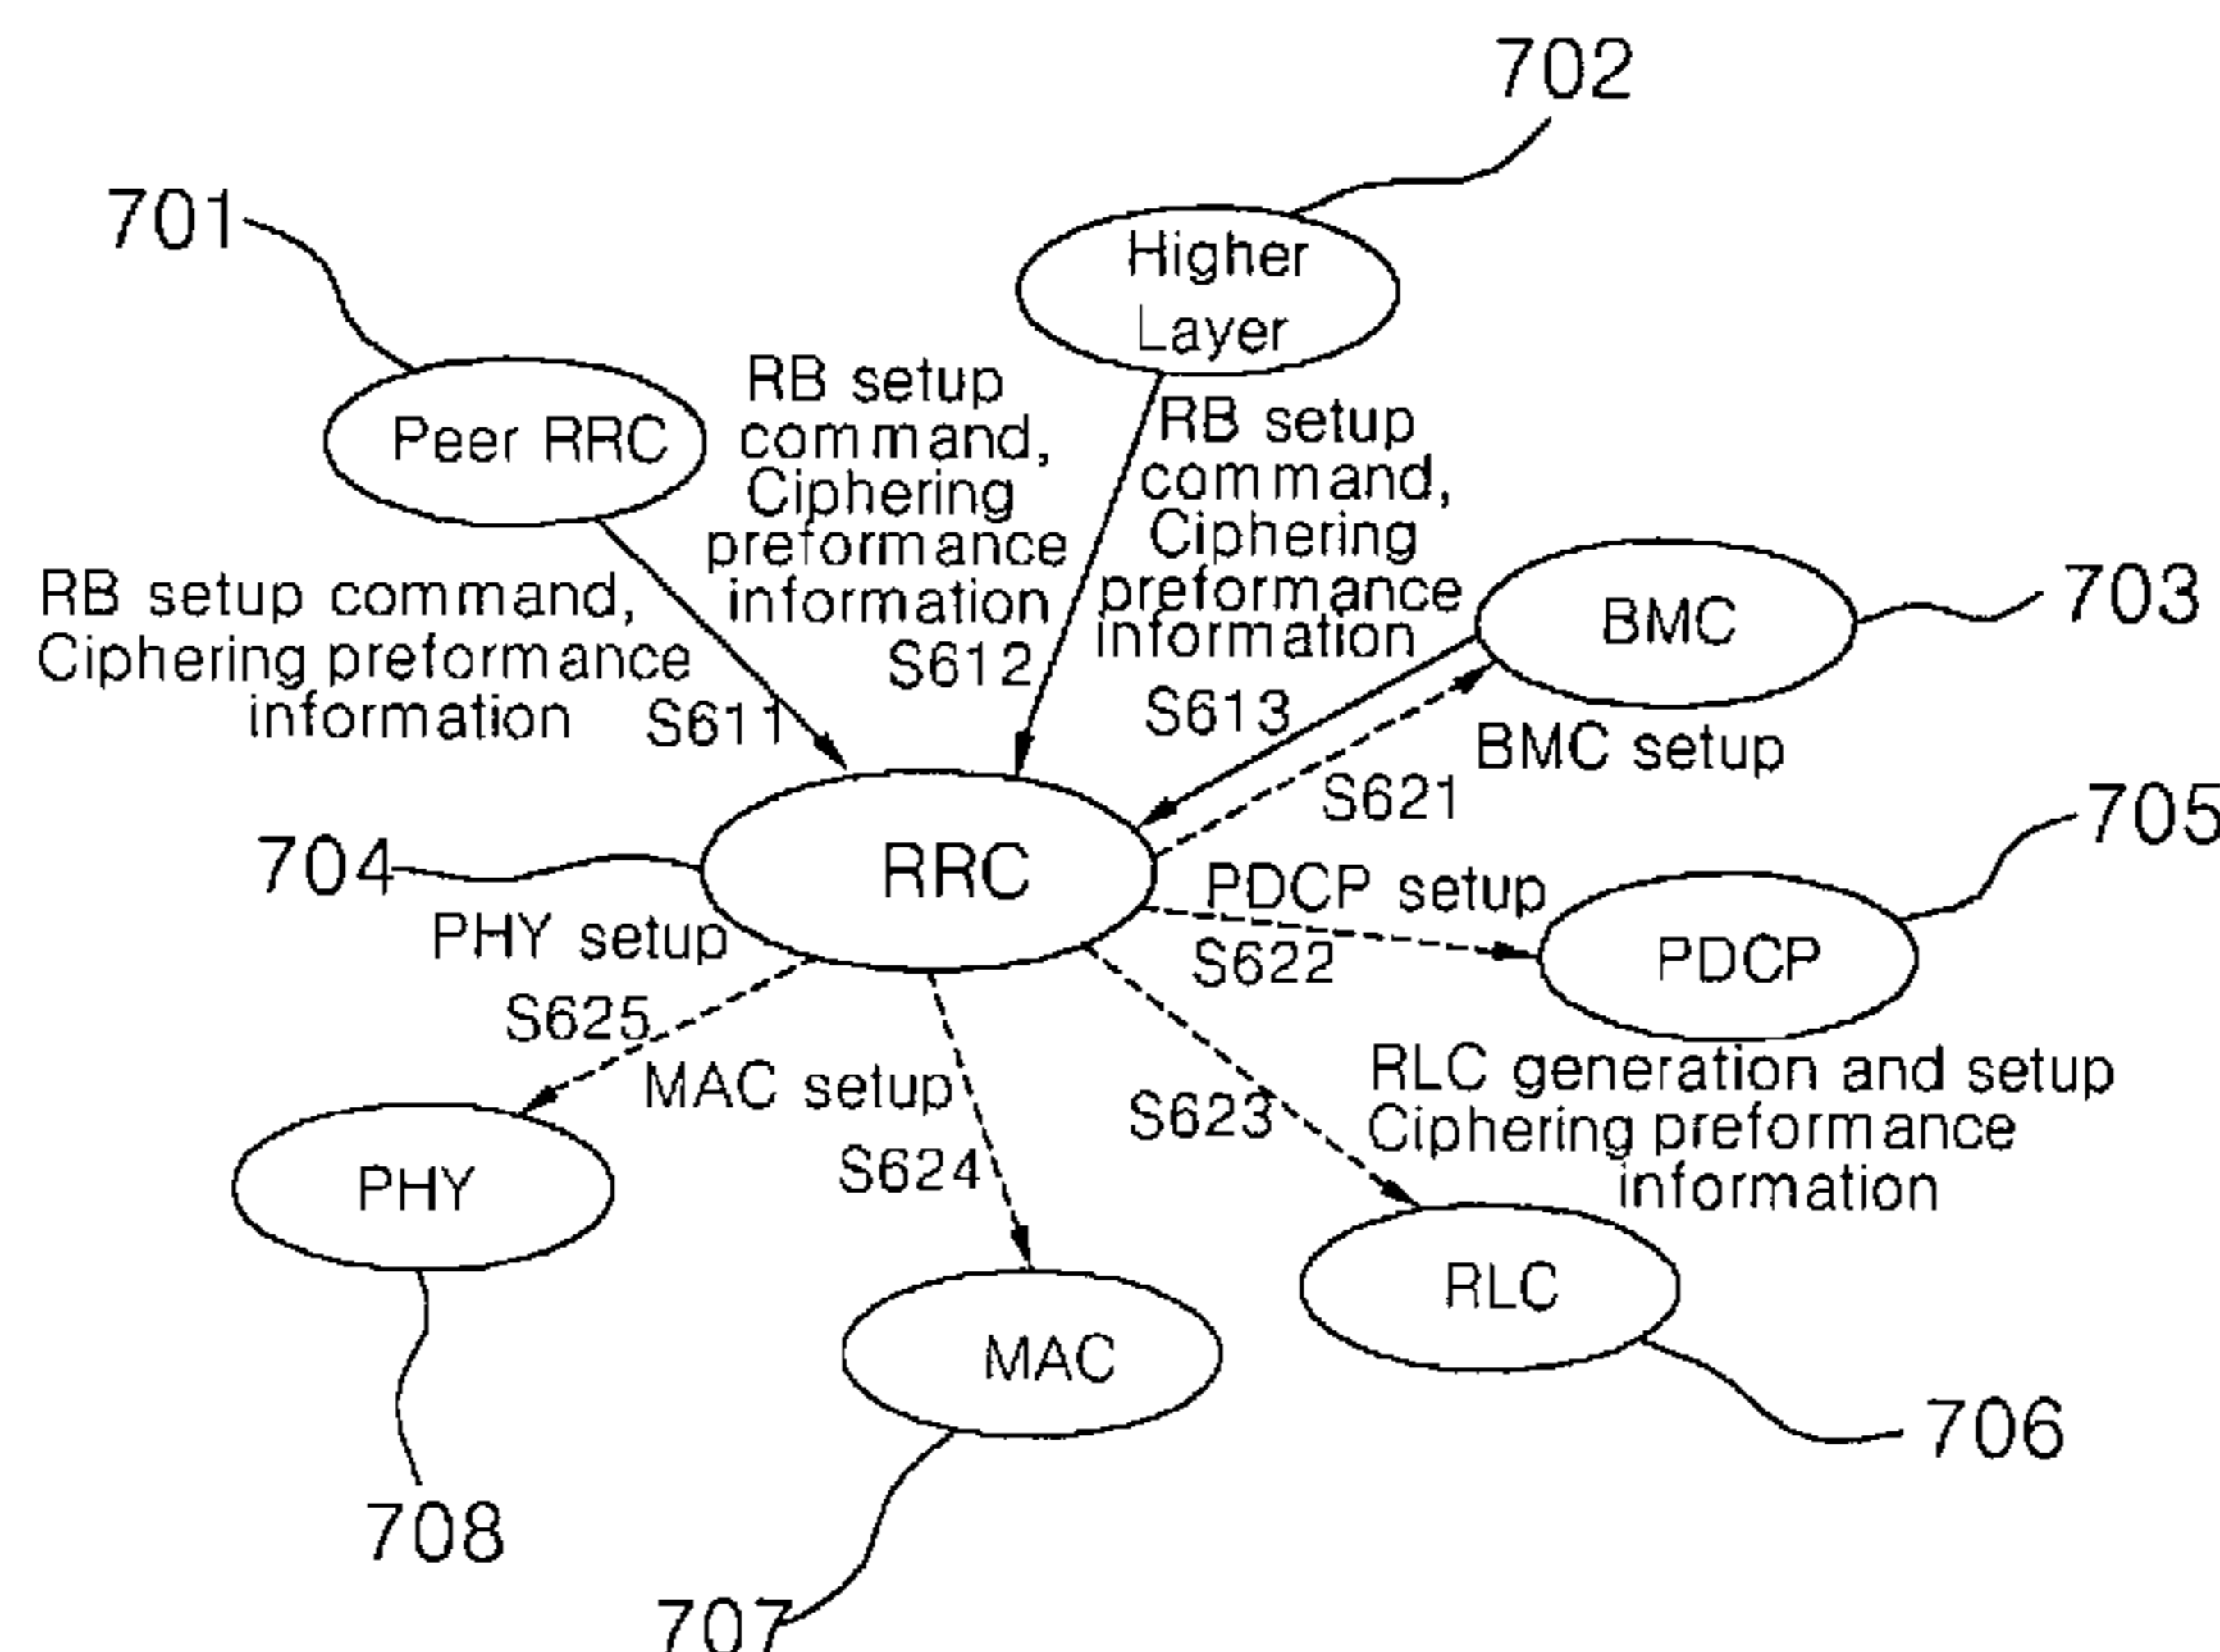 702
701
Higher
Layer
Peer RRC
RB setup
command,
Ciphering
preformance
information
S612
RB setup
command,
Ciphering
preformance
information
S613
RB setup command,
Ciphering preformance
information
S611
BMC
703
BMC setup
S621
705
704
RRC
PDCP setup
S622
PDCP
PHY setup
S625
MAC setup
S624
S623
RLC generation and setup
Ciphering preformance
information
PHY
MAC
RLC
706
708
707